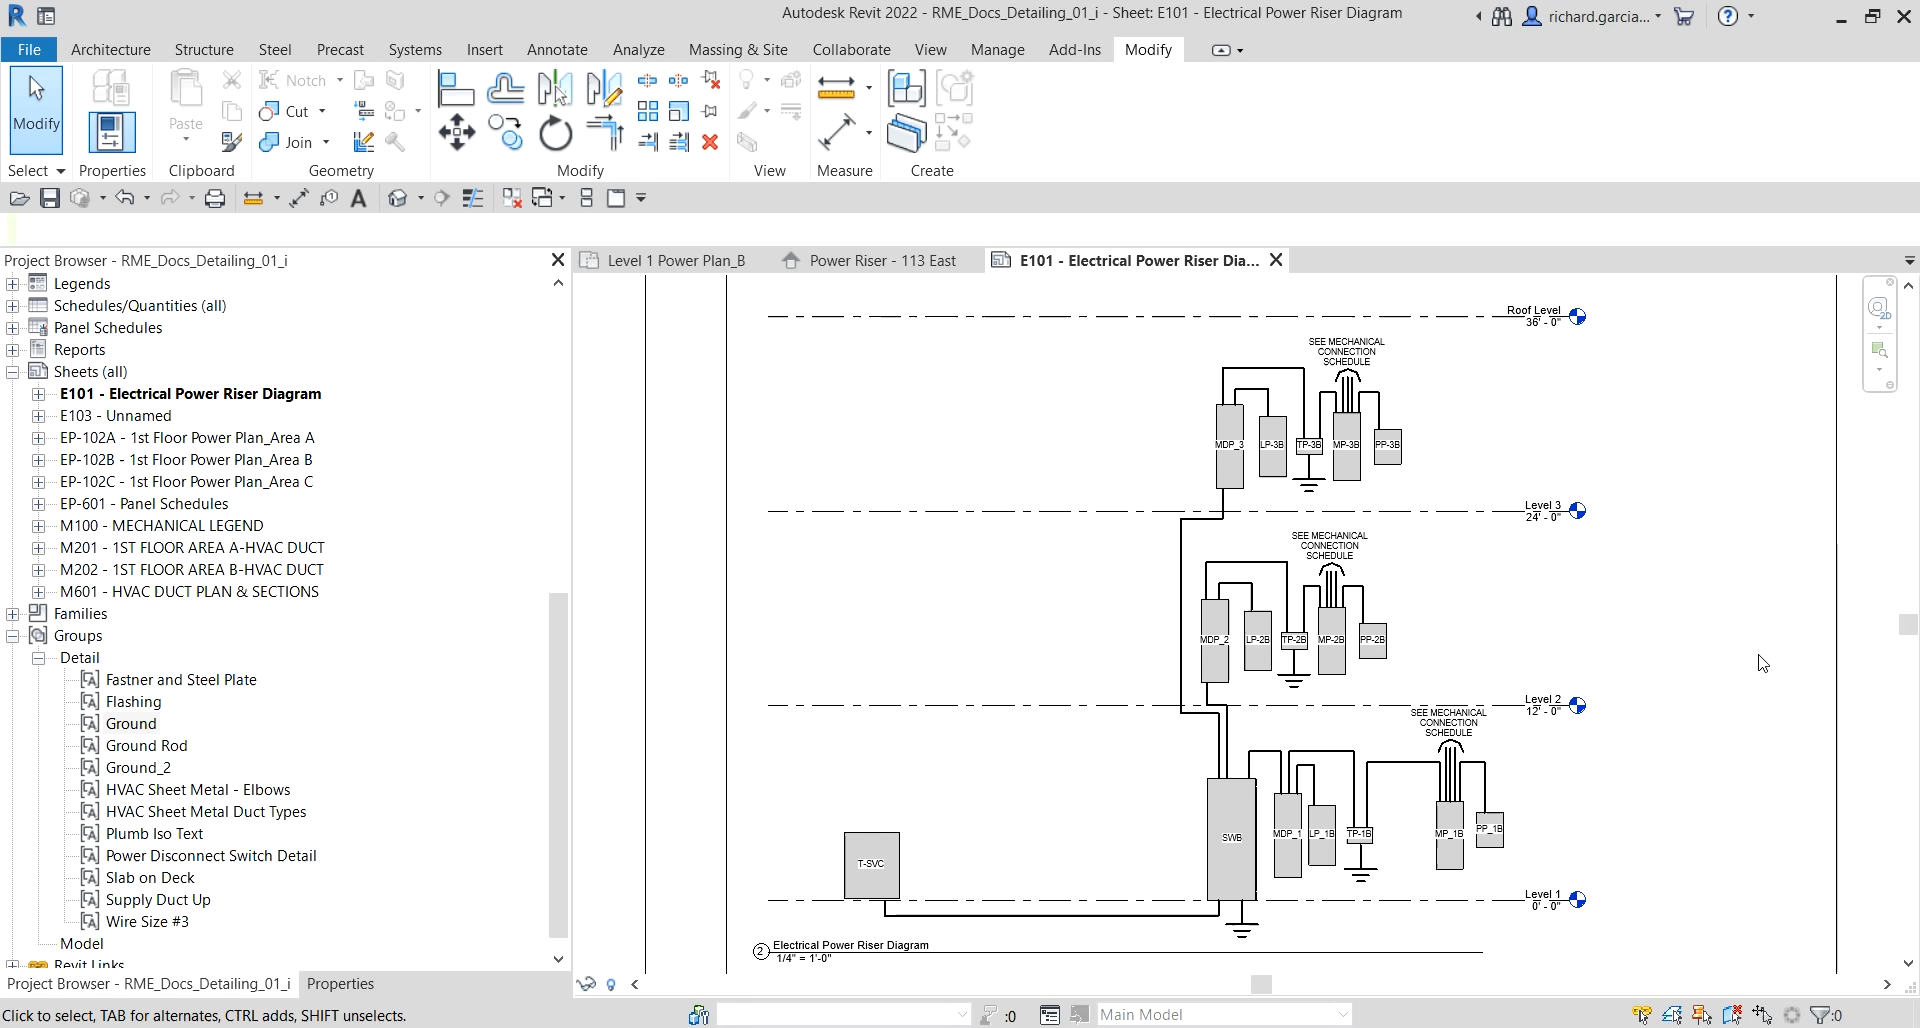 Autodesk Revit 2022 - RME_Docs_Detailing_01_i - Sheet: E101 - Electrical Power Riser Diagram
richard.garcia...
File Architecture Structure Steel Precast Systems Insert Annotate Analyze Massing & Site Collaborate View Manage Add-Ins Modify
Modify
Paste
Notch
Cut
Join
Select Properties Clipboard Geometry Modify View Measure Create
Project Browser - RME_Docs_Detailing_01_i
Legends
Schedules/Quantities (all)
Panel Schedules
Reports
Sheets (all)
E101 - Electrical Power Riser Diagram
E103 - Unnamed
EP-102A - 1st Floor Power Plan_Area A
EP-102B - 1st Floor Power Plan_Area B
EP-102C - 1st Floor Power Plan_Area C
EP-601 - Panel Schedules
M100 - MECHANICAL LEGEND
M201 - 1ST FLOOR AREA A-HVAC DUCT
M202 - 1ST FLOOR AREA B-HVAC DUCT
M601 - HVAC DUCT PLAN & SECTIONS
Families
Groups
Detail
Fastner and Steel Plate
Flashing
Ground
Ground Rod
Ground_2
HVAC Sheet Metal - Elbows
HVAC Sheet Metal Duct Types
Plumb Iso Text
Power Disconnect Switch Detail
Slab on Deck
Supply Duct Up
Wire Size #3
Model
Revit Links
Project Browser - RME_Docs_Detailing_01_i Properties
Level 1 Power Plan_B Power Riser - 113 East E101 - Electrical Power Riser Dia...
2D
Roof Level
36' - 0"
SEE MECHANICAL
CONNECTION
SCHEDULE
MDP_3 LP-3B TP-3B MP-3B PP-3B
Level 3
24' - 0"
SEE MECHANICAL
CONNECTION
SCHEDULE
MDP_2 LP-2B TP-2B MP-2B PP-2B
Level 2
12' - 0"
SEE MECHANICAL
CONNECTION
SCHEDULE
T-SVC SWB MDP_1 LP_1B TP-1B MP_1B PP_1B
Level 1
0' - 0"
2 Electrical Power Riser Diagram
1/4" = 1'-0"
Click to select, TAB for alternates, CTRL adds, SHIFT unselects.
:0
Main Model
:0